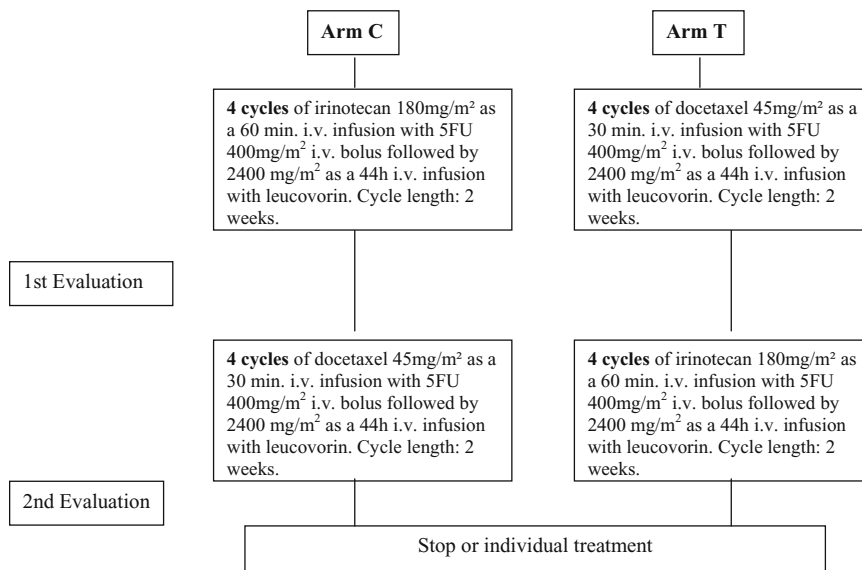 Arm C
Arm T
4 cycles of irinotecan 180mg/m² as
a 60 min. i.v. infusion with 5FU
400mg/m² i.v. bolus followed by
2400 mg/m² as a 44h i.v. infusion
with leucovorin. Cycle length: 2
weeks.
4 cycles of docetaxel 45mg/m² as a
30 min. i.v. infusion with 5FU
400mg/m² i.v. bolus followed by
2400 mg/m² as a 44h i.v. infusion
with leucovorin. Cycle length: 2
weeks.
1st Evaluation
4 cycles of docetaxel 45mg/m² as a
30 min. i.v. infusion with 5FU
400mg/m² i.v. bolus followed by
2400 mg/m² as a 44h i.v. infusion
with leucovorin. Cycle length: 2
weeks.
4 cycles of irinotecan 180mg/m² as
a 60 min. i.v. infusion with 5FU
400mg/m² i.v. bolus followed by
2400 mg/m² as a 44h i.v. infusion
with leucovorin. Cycle length: 2
weeks.
2nd Evaluation
Stop or individual treatment